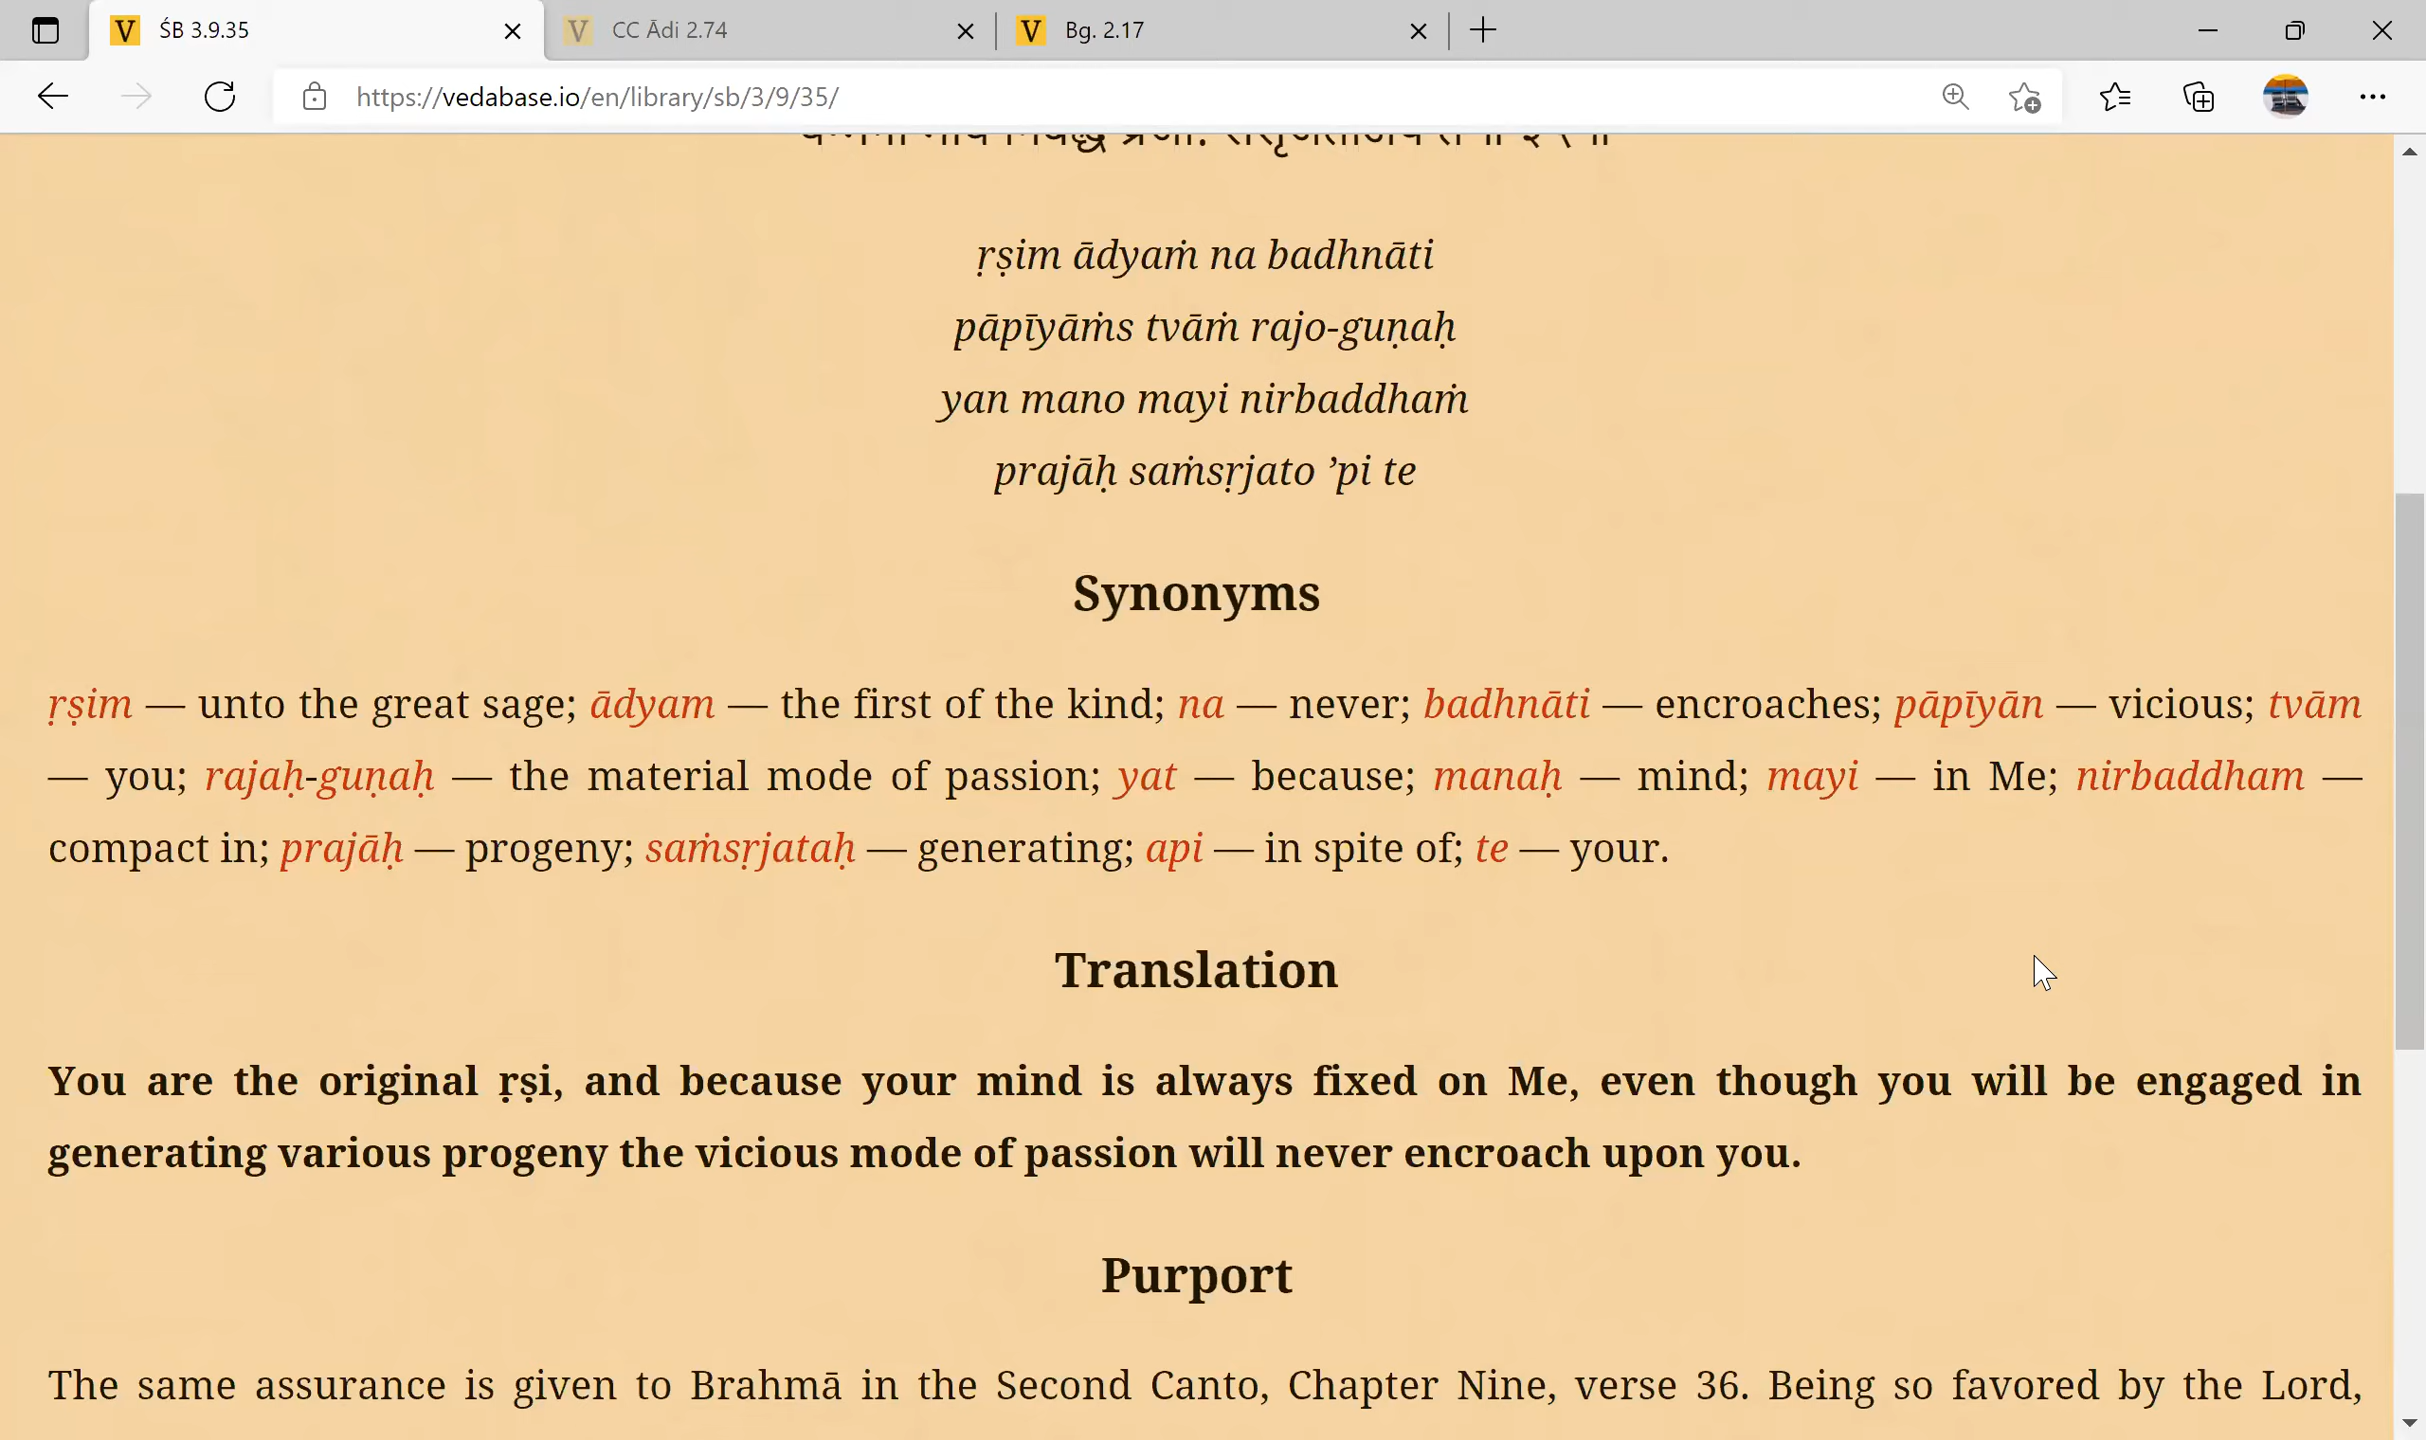 ŚB 3.9.35
CC Ādi 2.74
Bg. 2.17
https://vedabase.io/en/library/sb/3/9/35/
ṛṣim ādyaṁ na badhnāti
pāpīyāṁs tvāṁ rajo-guṇaḥ
yan mano mayi nirbaddhaṁ
prajāḥ saṁsṛjato ’pi te
Synonyms
ṛṣim — unto the great sage; ādyam — the first of the kind; na — never; badhnāti — encroaches; pāpīyān — vicious; tvām
— you; rajaḥ-guṇaḥ — the material mode of passion; yat — because; manaḥ — mind; mayi — in Me; nirbaddham —
compact in; prajāḥ — progeny; saṁsṛjataḥ — generating; api — in spite of; te — your.
Translation
You are the original ṛṣi, and because your mind is always fixed on Me, even though you will be engaged in
generating various progeny the vicious mode of passion will never encroach upon you.
Purport
The same assurance is given to Brahmā in the Second Canto, Chapter Nine, verse 36. Being so favored by the Lord,